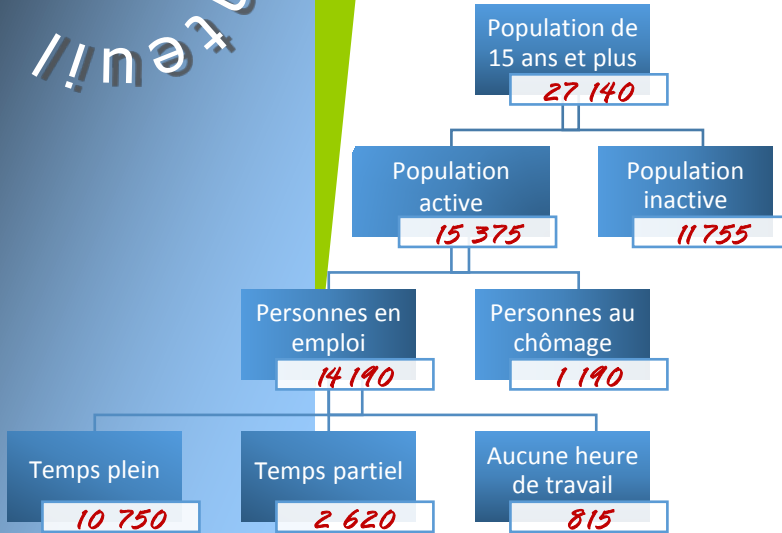 nteuil
Population de
15 ans et plus
27 140
Population
active
15 375
Population
inactive
11 755
Personnes en
emploi
14 190
Personnes au
chômage
1 190
Temps plein
10 750
Temps partiel
2 620
Aucune heure
de travail
815